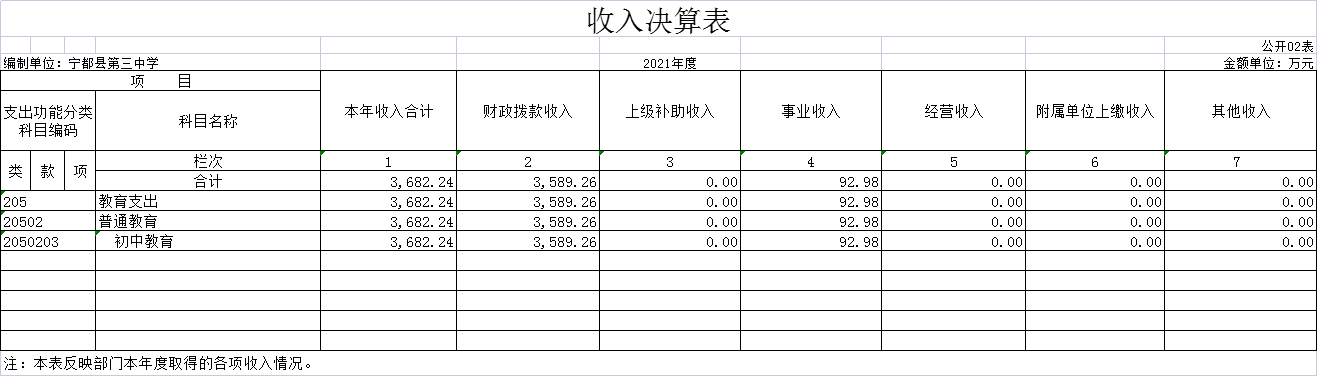 收入决算表
公开02表
编制单位：宁都县第三中学 2021年度 金额单位：万元
项 目 本年收入合计 财政拨款收入 上级补助收入 事业收入 经营收入 附属单位上缴收入 其他收入
支出功能分类科目编码 科目名称
类 款 项 栏次 1 2 3 4 5 6 7
合计 3,682.24 3,589.26 0.00 92.98 0.00 0.00 0.00
205 教育支出 3,682.24 3,589.26 0.00 92.98 0.00 0.00 0.00
20502 普通教育 3,682.24 3,589.26 0.00 92.98 0.00 0.00 0.00
2050203 初中教育 3,682.24 3,589.26 0.00 92.98 0.00 0.00 0.00
注：本表反映部门本年度取得的各项收入情况。